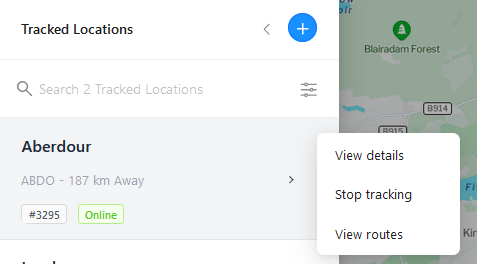 Tracked Locations
Search 2 Tracked Locations
Aberdour
ABDO - 187 km Away
#3295
Online
View details
Stop tracking
View routes
Blairadam Forest
B914
B915